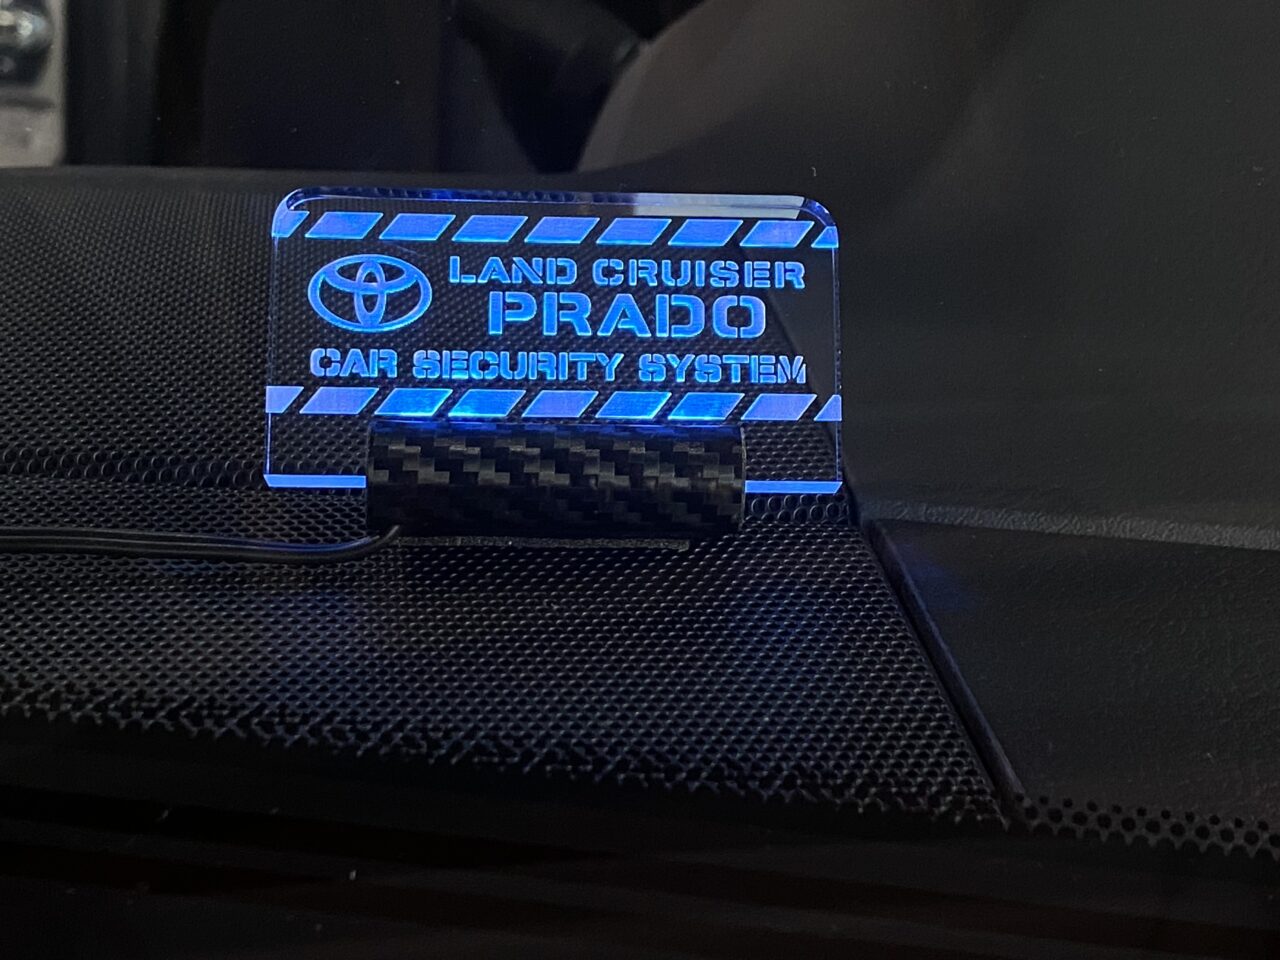 LAND CRUISER
PRADO
CAR SECURITY SYSTEM